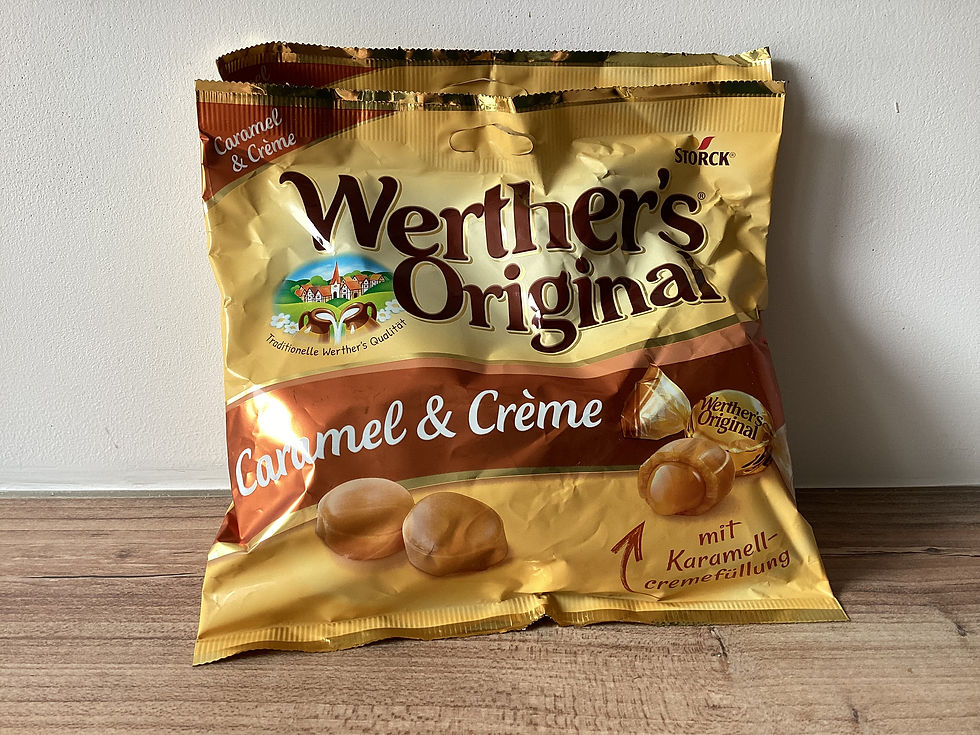 Caramel
& Crème
STORCK®
Werther's®
Original
Traditionelle Werther's Qualität
Caramel & Crème
Werther's
Original
mit
Karamell-
cremefüllung